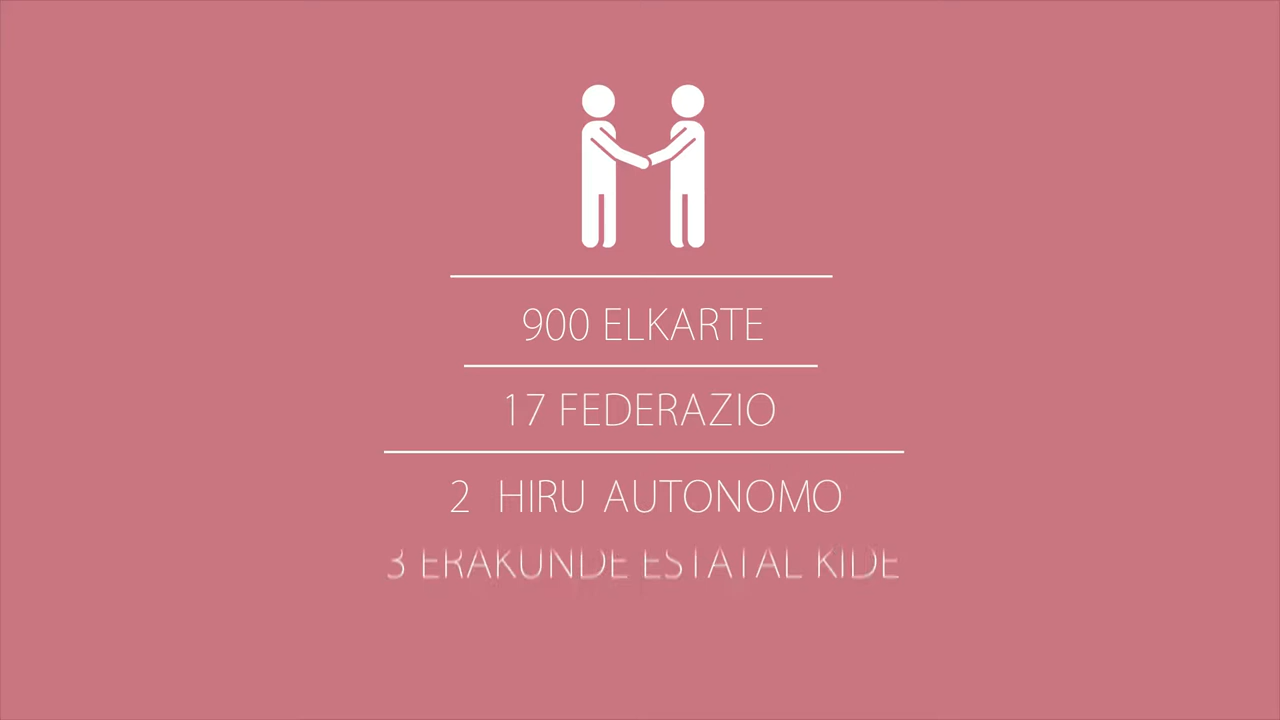 900 ELKARTE
17 FEDERAZIO
2 HIRU AUTONOMO
3 ERAKUNDE ESTATAL KIDE